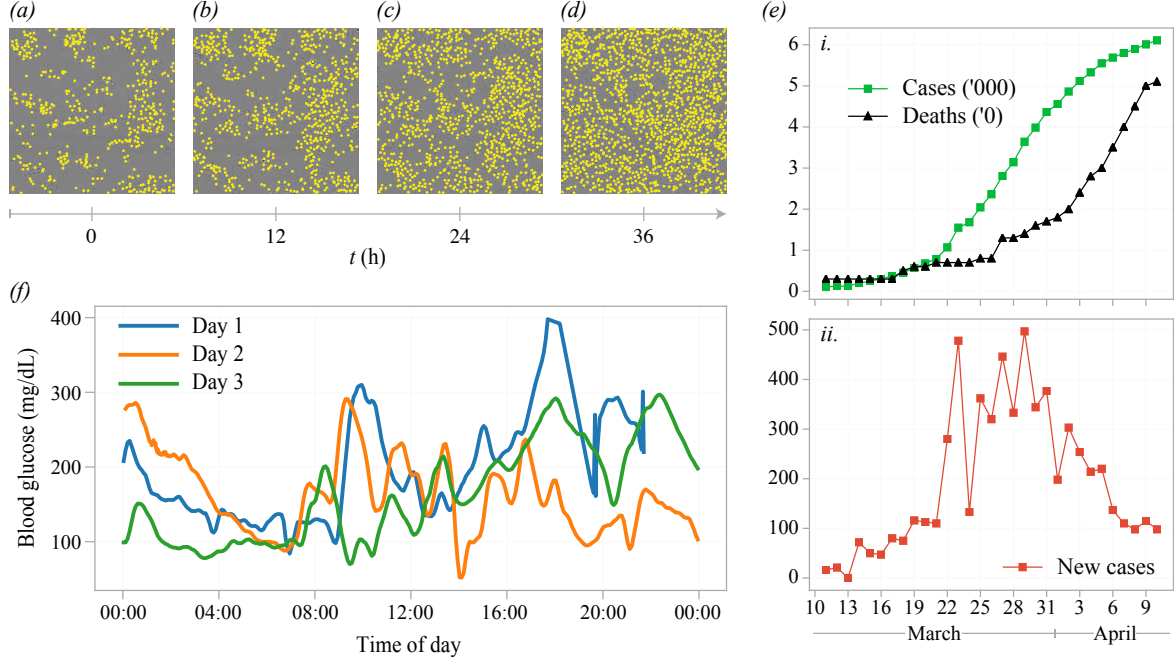 (a)
(b)
(c)
(d)
0
12
24
36
t (h)
(e)
i.
6
5
4
3
2
1
0
Cases ('000)
Deaths ('0)
ii.
500
400
300
200
100
0
New cases
10 13 16 19 22 25 28 31 3 6 9
March April
(f)
400
300
200
100
Blood glucose (mg/dL)
Day 1
Day 2
Day 3
00:00 04:00 08:00 12:00 16:00 20:00 00:00
Time of day